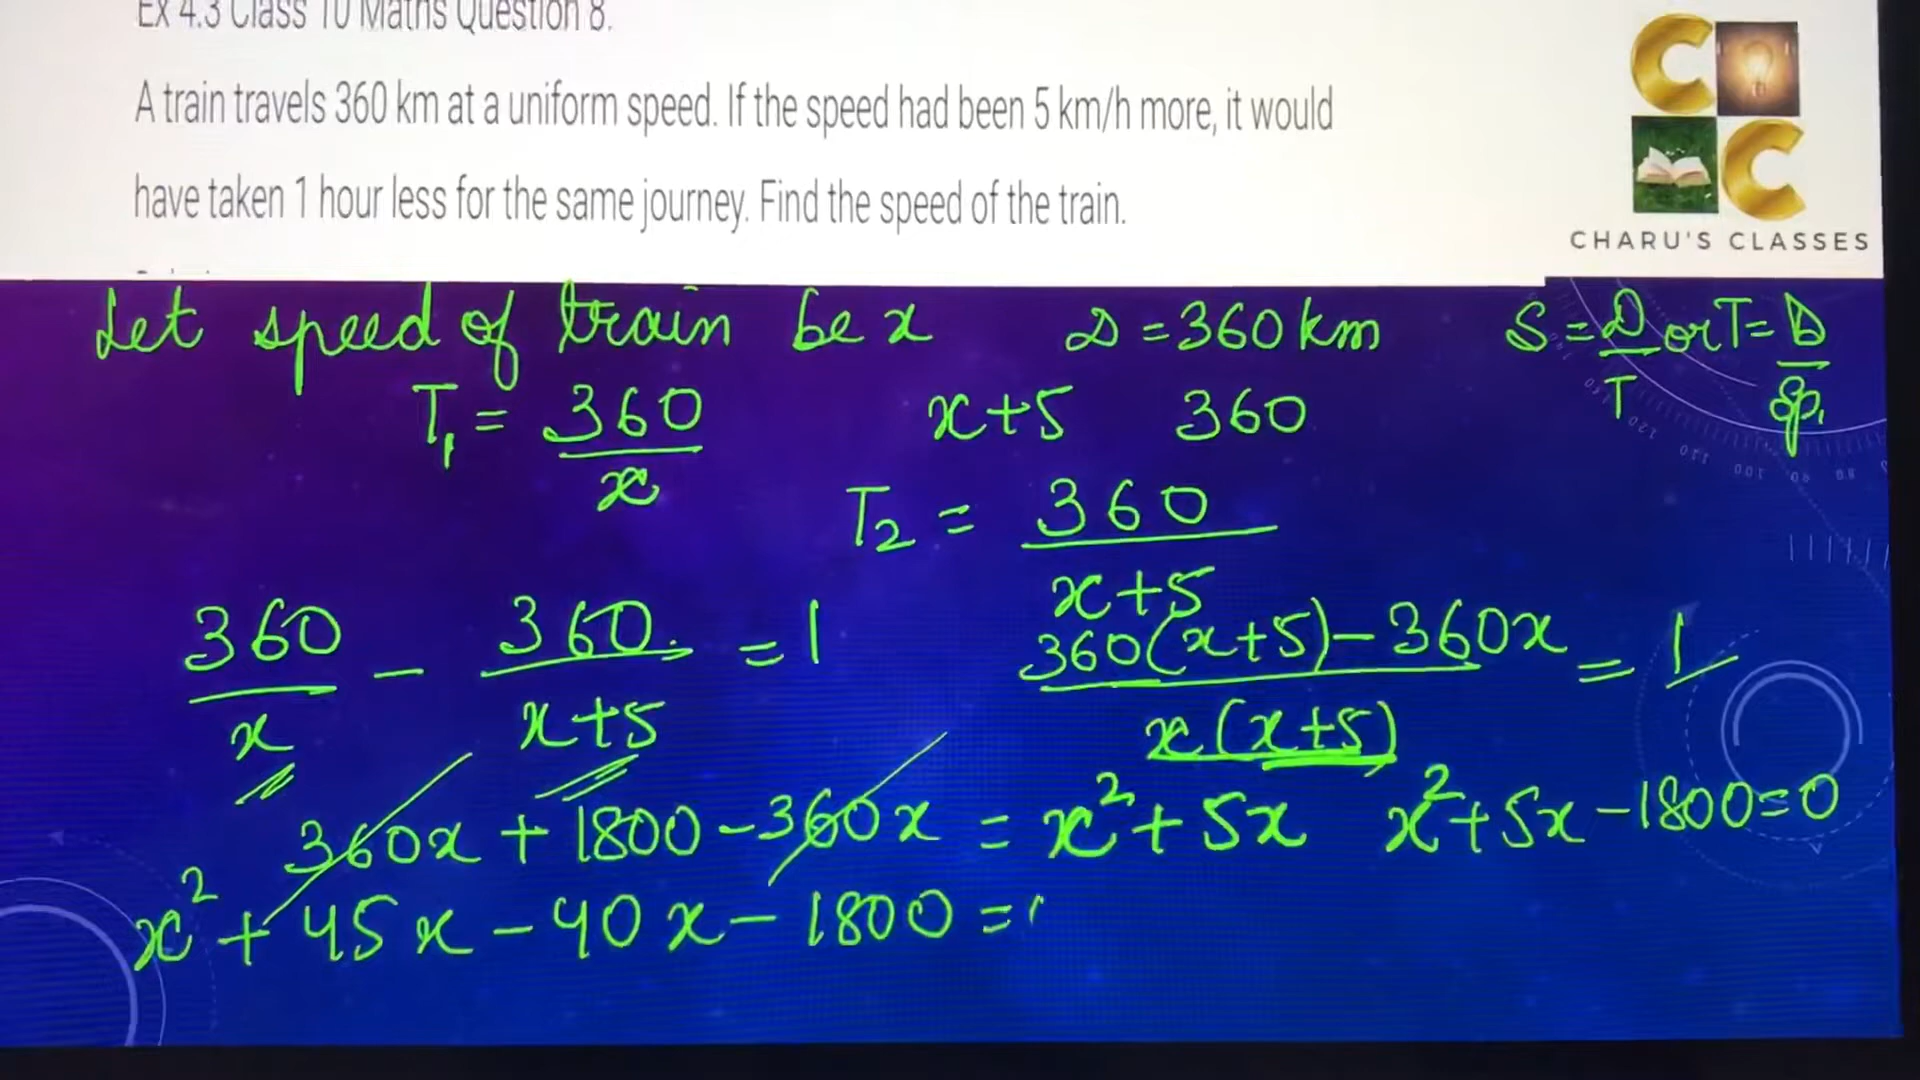 Ex 4.3 Class 10 Maths Question 8.
A train travels 360 km at a uniform speed. If the speed had been 5 km/h more, it would
have taken 1 hour less for the same journey. Find the speed of the train.
CHARU'S CLASSES
Let speed of train be x D = 360 km S = D/T or T = D/Sp.
T₁ = 360/x x+5 360
T₂ = 360/x+5
360/x - 360/x+5 = 1 360(x+5)-360x/x(x+5) = 1
360x + 1800 - 360x = x² + 5x x² + 5x - 1800 = 0
x² + 45x - 40x - 1800 =